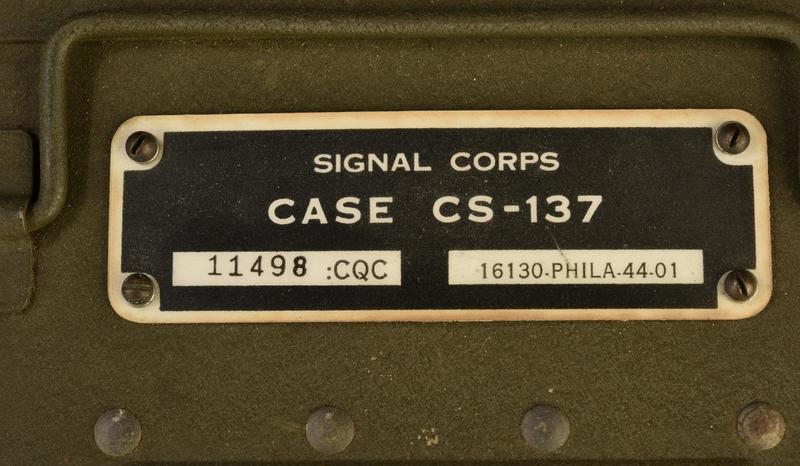 SIGNAL CORPS
CASE CS-137
11498 :CQC 16130-PHILA-44-01